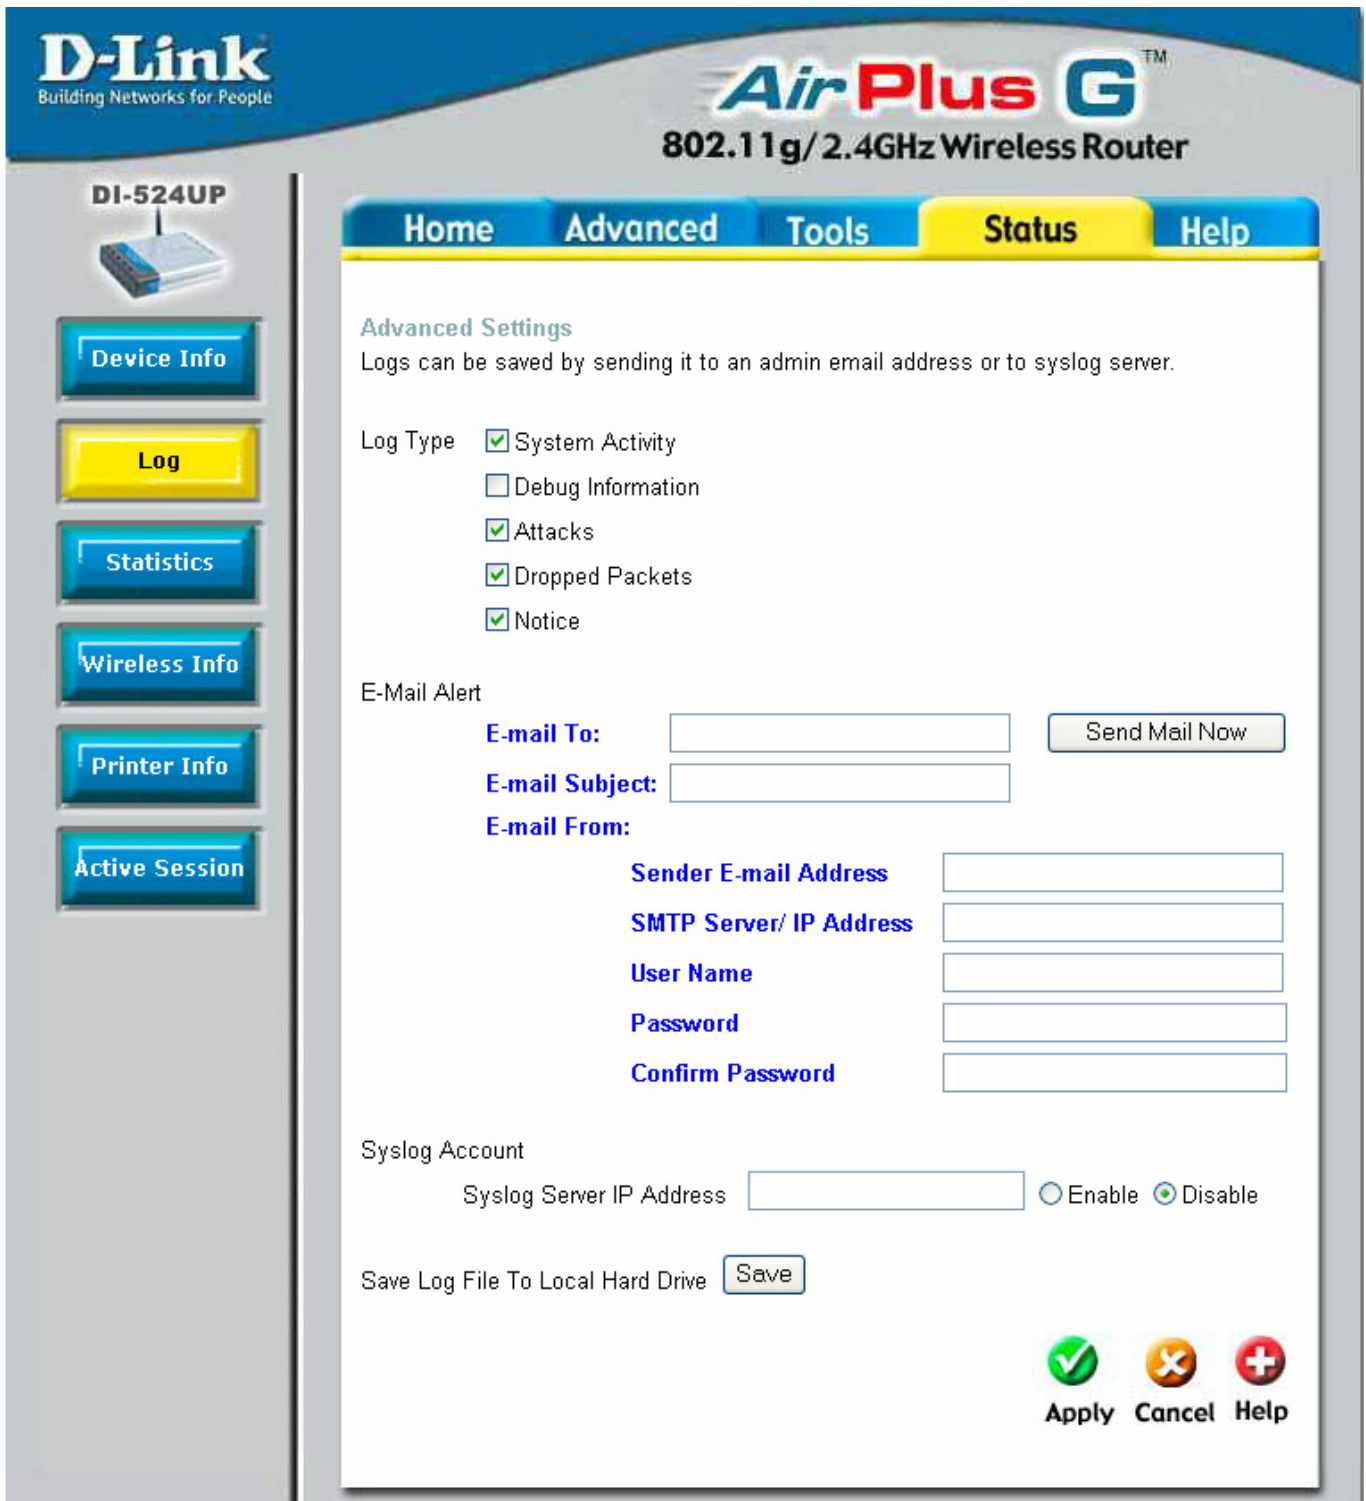 D-Link
Building Networks for People
AirPlus G™
802.11g/2.4GHz Wireless Router
DI-524UP
Home Advanced Tools Status Help
Device Info
Log
Statistics
Wireless Info
Printer Info
Active Session
Advanced Settings
Logs can be saved by sending it to an admin email address or to syslog server.
Log Type System Activity
Debug Information
Attacks
Dropped Packets
Notice
E-Mail Alert
E-mail To: Send Mail Now
E-mail Subject:
E-mail From:
Sender E-mail Address
SMTP Server/ IP Address
User Name
Password
Confirm Password
Syslog Account
Syslog Server IP Address Enable Disable
Save Log File To Local Hard Drive Save
Apply Cancel Help